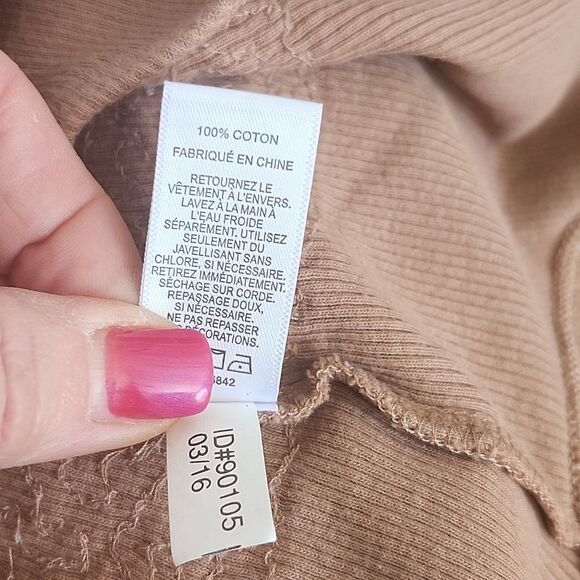 100% COTON
FABRIQUÉ EN CHINE
RETOURNEZ LE
VÊTEMENT À L'ENVERS.
LAVEZ À LA MAIN À
L'EAU FROIDE
SÉPARÉMENT. UTILISEZ
SEULEMENT DU
JAVELLISANT SANS
CHLORE, SI NÉCESSAIRE.
RETIREZ IMMÉDIATEMENT.
SÉCHAGE SUR CORDE.
REPASSAGE DOUX,
SI NÉCESSAIRE.
NE PAS REPASSER
DÉCORATIONS.
ID#90105
03/16